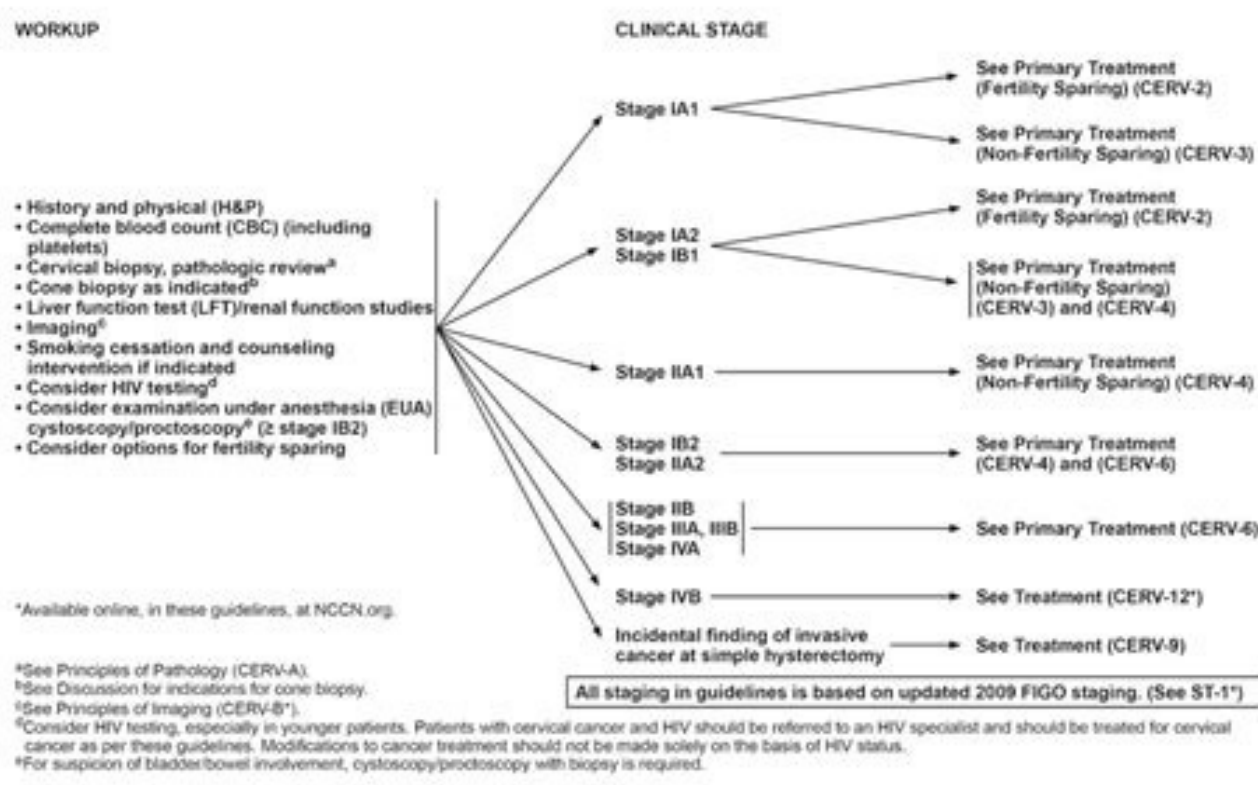 WORKUP
CLINICAL STAGE
• History and physical (H&P)
• Complete blood count (CBC) (including
platelets)
• Cervical biopsy, pathologic reviewᵃ
• Cone biopsy as indicatedᵇ
• Liver function test (LFT)/renal function studies
• Imagingᶜ
• Smoking cessation and counseling
intervention if indicated
• Consider HIV testingᵈ
• Consider examination under anesthesia (EUA)
cystoscopy/proctoscopyᵉ (≥ stage IB2)
• Consider options for fertility sparing
Stage IA1
See Primary Treatment
(Fertility Sparing) (CERV-2)
See Primary Treatment
(Non-Fertility Sparing) (CERV-3)
Stage IA2
Stage IB1
See Primary Treatment
(Fertility Sparing) (CERV-2)
See Primary Treatment
(Non-Fertility Sparing)
(CERV-3) and (CERV-4)
Stage IIA1
See Primary Treatment
(Non-Fertility Sparing) (CERV-4)
Stage IB2
Stage IIA2
See Primary Treatment
(CERV-4) and (CERV-6)
Stage IIB
Stage IIIA, IIIB
Stage IVA
See Primary Treatment (CERV-6)
Stage IVB
See Treatment (CERV-12*)
Incidental finding of invasive
cancer at simple hysterectomy
See Treatment (CERV-9)
*Available online, in these guidelines, at NCCN.org.
All staging in guidelines is based on updated 2009 FIGO staging. (See ST-1*)
ᵃSee Principles of Pathology (CERV-A).
ᵇSee Discussion for indications for cone biopsy.
ᶜSee Principles of Imaging (CERV-B*).
ᵈConsider HIV testing, especially in younger patients. Patients with cervical cancer and HIV should be referred to an HIV specialist and should be treated for cervical
cancer as per these guidelines. Modifications to cancer treatment should not be made solely on the basis of HIV status.
ᵉFor suspicion of bladder/bowel involvement, cystoscopy/proctoscopy with biopsy is required.